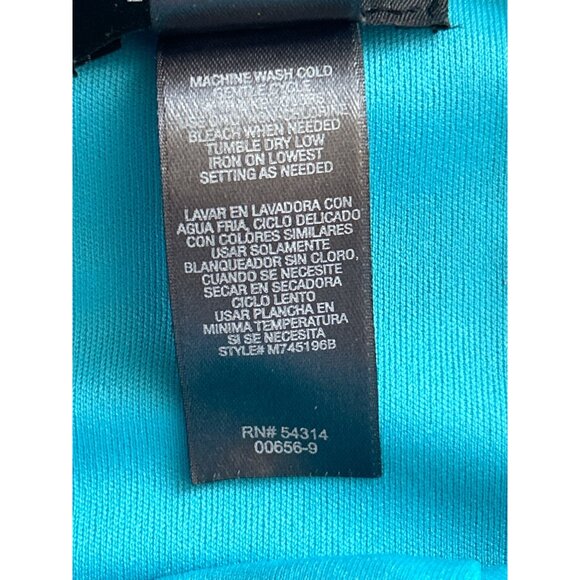 MACHINE WASH COLD
GENTLE CYCLE
BLEACH WHEN NEEDED
TUMBLE DRY LOW
IRON ON LOWEST
SETTING AS NEEDED
LAVAR EN LAVADORA CON
AGUA FRIA, CICLO DELICADO
CON COLORES SIMILARES
USAR SOLAMENTE
BLANQUEADOR SIN CLORO,
CUANDO SE NECESITE
SECAR EN SECADORA
CICLO LENTO
USAR PLANCHA EN
MINIMA TEMPERATURA
SI SE NECESITA
STYLE# M745196B
RN# 54314
00656-9